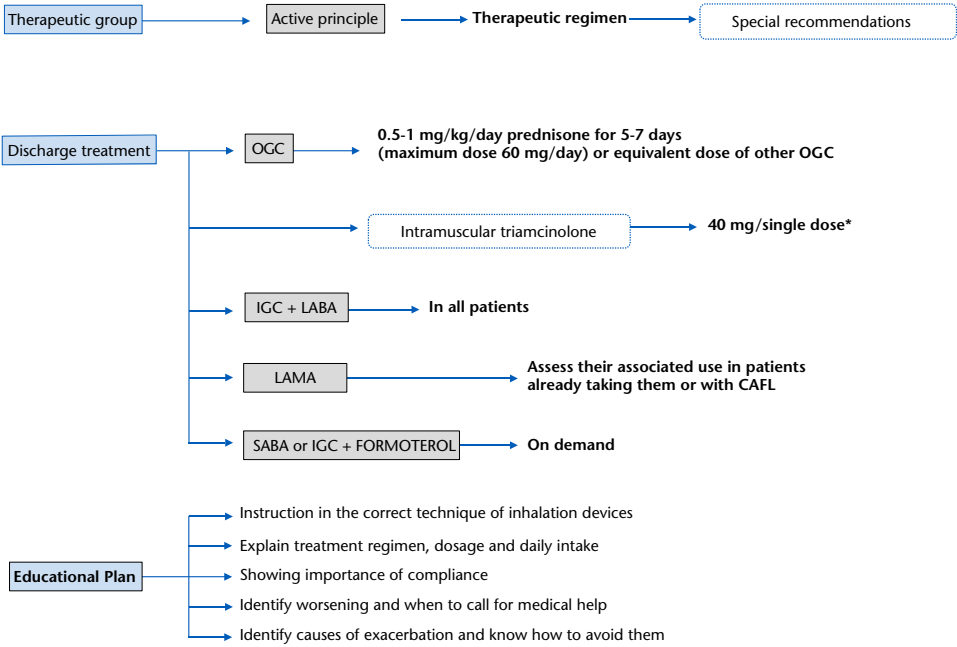 Therapeutic group
Active principle
Therapeutic regimen
Special recommendations
Discharge treatment
OGC
0.5-1 mg/kg/day prednisone for 5-7 days
(maximum dose 60 mg/day) or equivalent dose of other OGC
Intramuscular triamcinolone
40 mg/single dose*
IGC + LABA
In all patients
LAMA
Assess their associated use in patients
already taking them or with CAFL
SABA or IGC + FORMOTEROL
On demand
Educational Plan
Instruction in the correct technique of inhalation devices
Explain treatment regimen, dosage and daily intake
Showing importance of compliance
Identify worsening and when to call for medical help
Identify causes of exacerbation and know how to avoid them